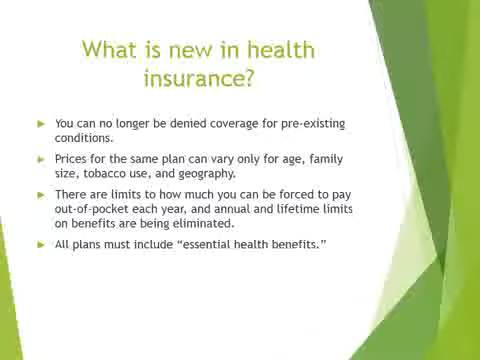 What is new in health
insurance?
You can no longer be denied coverage for pre-existing
conditions.
Prices for the same plan can vary only for age, family
size, tobacco use, and geography.
There are limits to how much you can be forced to pay
out-of-pocket each year, and annual and lifetime limits
on benefits are being eliminated.
All plans must include “essential health benefits.”